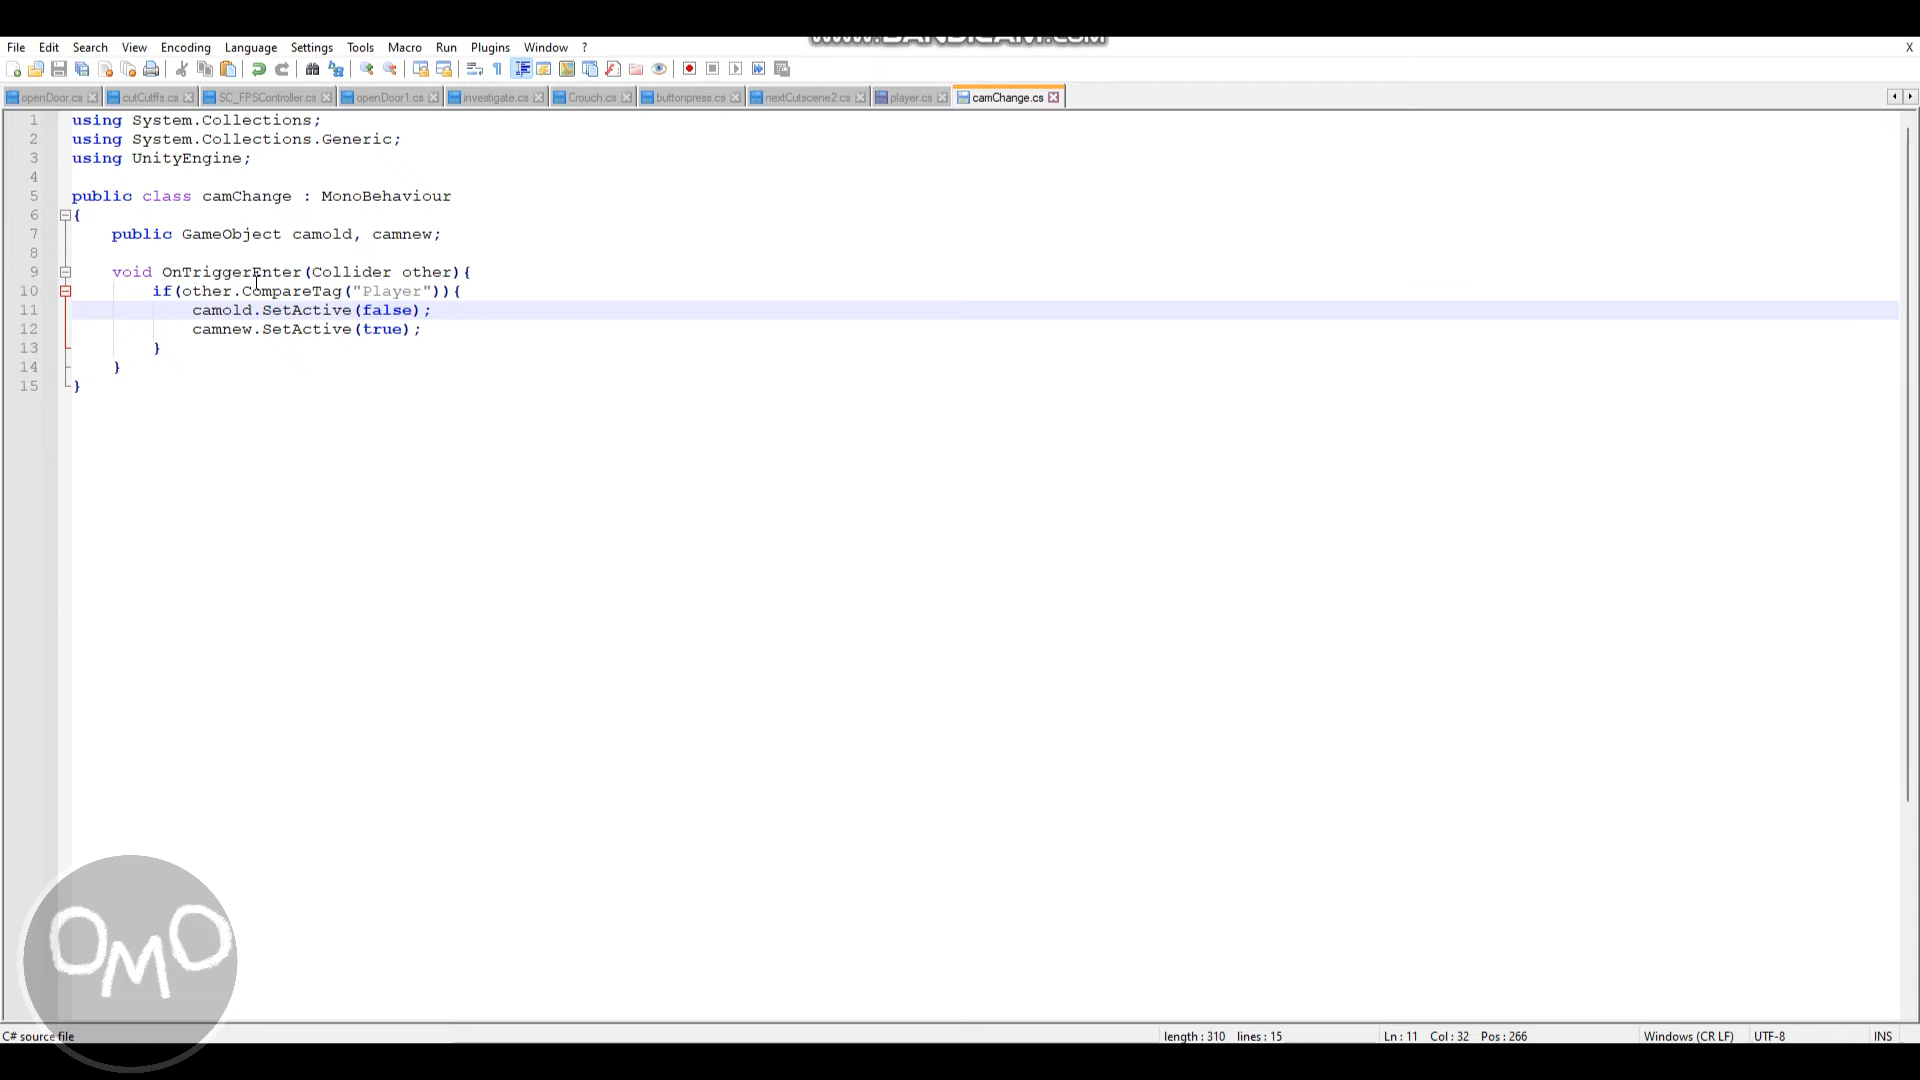 www.BANDICAM.com
File Edit Search View Encoding Language Settings Tools Macro Run Plugins Window ? X
openDoor.cs cutCutffs.cs SC_FPSController.cs openDoor1.cs investigate.cs Crouch.cs buttonpress.cs nextCutscene2.cs player.cs camChange.cs
1 using System.Collections;
2 using System.Collections.Generic;
3 using UnityEngine;
4
5 public class camChange : MonoBehaviour
6 {
7 public GameObject camold, camnew;
8
9 void OnTriggerEnter(Collider other){
10 if(other.CompareTag("Player")){
11 camold.SetActive(false);
12 camnew.SetActive(true);
13 }
14 }
15 }
OMO
C# source file length : 310 lines : 15 Ln : 11 Col : 32 Pos : 266 Windows (CR LF) UTF-8 INS